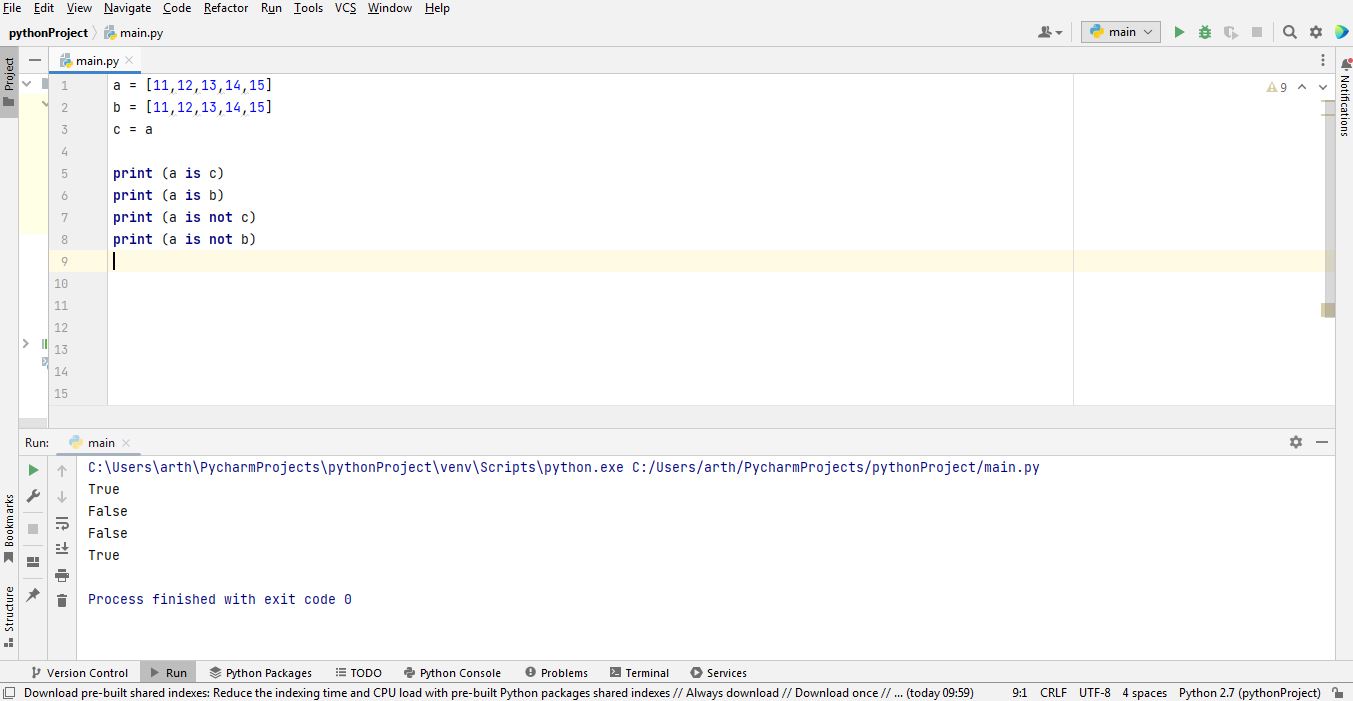 File Edit View Navigate Code Refactor Run Tools VCS Window Help
pythonProject main.py
main
Project
main.py
9
Notifications
1 a = [11,12,13,14,15]
2 b = [11,12,13,14,15]
3 c = a
4
5 print (a is c)
6 print (a is b)
7 print (a is not c)
8 print (a is not b)
9
10
11
12
13
14
15
Run: main
C:\Users\arth\PycharmProjects\pythonProject\venv\Scripts\python.exe C:/Users/arth/PycharmProjects/pythonProject/main.py
True
False
False
True
Process finished with exit code 0
Bookmarks
Structure
Version Control Run Python Packages TODO Python Console Problems Terminal Services
Download pre-built shared indexes: Reduce the indexing time and CPU load with pre-built Python packages shared indexes // Always download // Download once // ... (today 09:59) 9:1 CRLF UTF-8 4 spaces Python 2.7 (pythonProject)